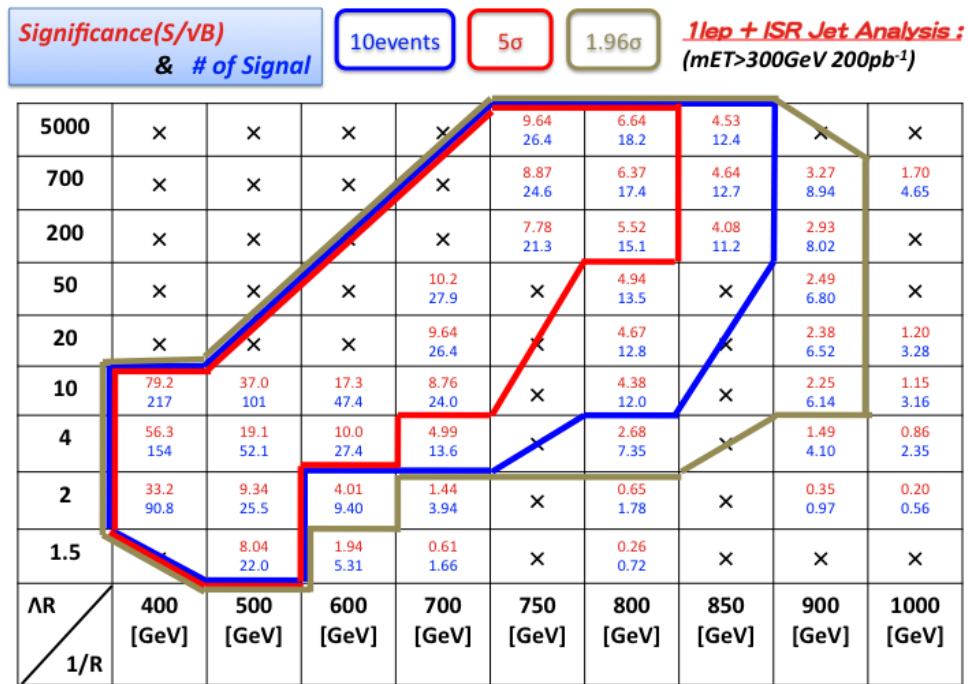 Significance(S/√B)
& # of Signal
10events
5σ
1.96σ
1lep + ISR Jet Analysis :
(mET>300GeV 200pb-1)
5000 × × × × 9.64 6.64 4.53 × ×
26.4 18.2 12.4
700 × × × × 8.87 6.37 4.64 3.27 1.70
24.6 17.4 12.7 8.94 4.65
200 × × × × 7.78 5.52 4.08 2.93 ×
21.3 15.1 11.2 8.02
50 × × × 10.2 × 4.94 × 2.49 ×
27.9 13.5 6.80
20 × × × 9.64 × 4.67 × 2.38 1.20
26.4 12.8 6.52 3.28
10 79.2 37.0 17.3 8.76 × 4.38 × 2.25 1.15
217 101 47.4 24.0 12.0 6.14 3.16
4 56.3 19.1 10.0 4.99 × 2.68 × 1.49 0.86
154 52.1 27.4 13.6 7.35 4.10 2.35
2 33.2 9.34 4.01 1.44 × 0.65 × 0.35 0.20
90.8 25.5 9.40 3.94 1.78 0.97 0.56
1.5 × 8.04 1.94 0.61 × 0.26 × × ×
22.0 5.31 1.66 0.72
ΛR 400 500 600 700 750 800 850 900 1000
[GeV] [GeV] [GeV] [GeV] [GeV] [GeV] [GeV] [GeV] [GeV]
1/R